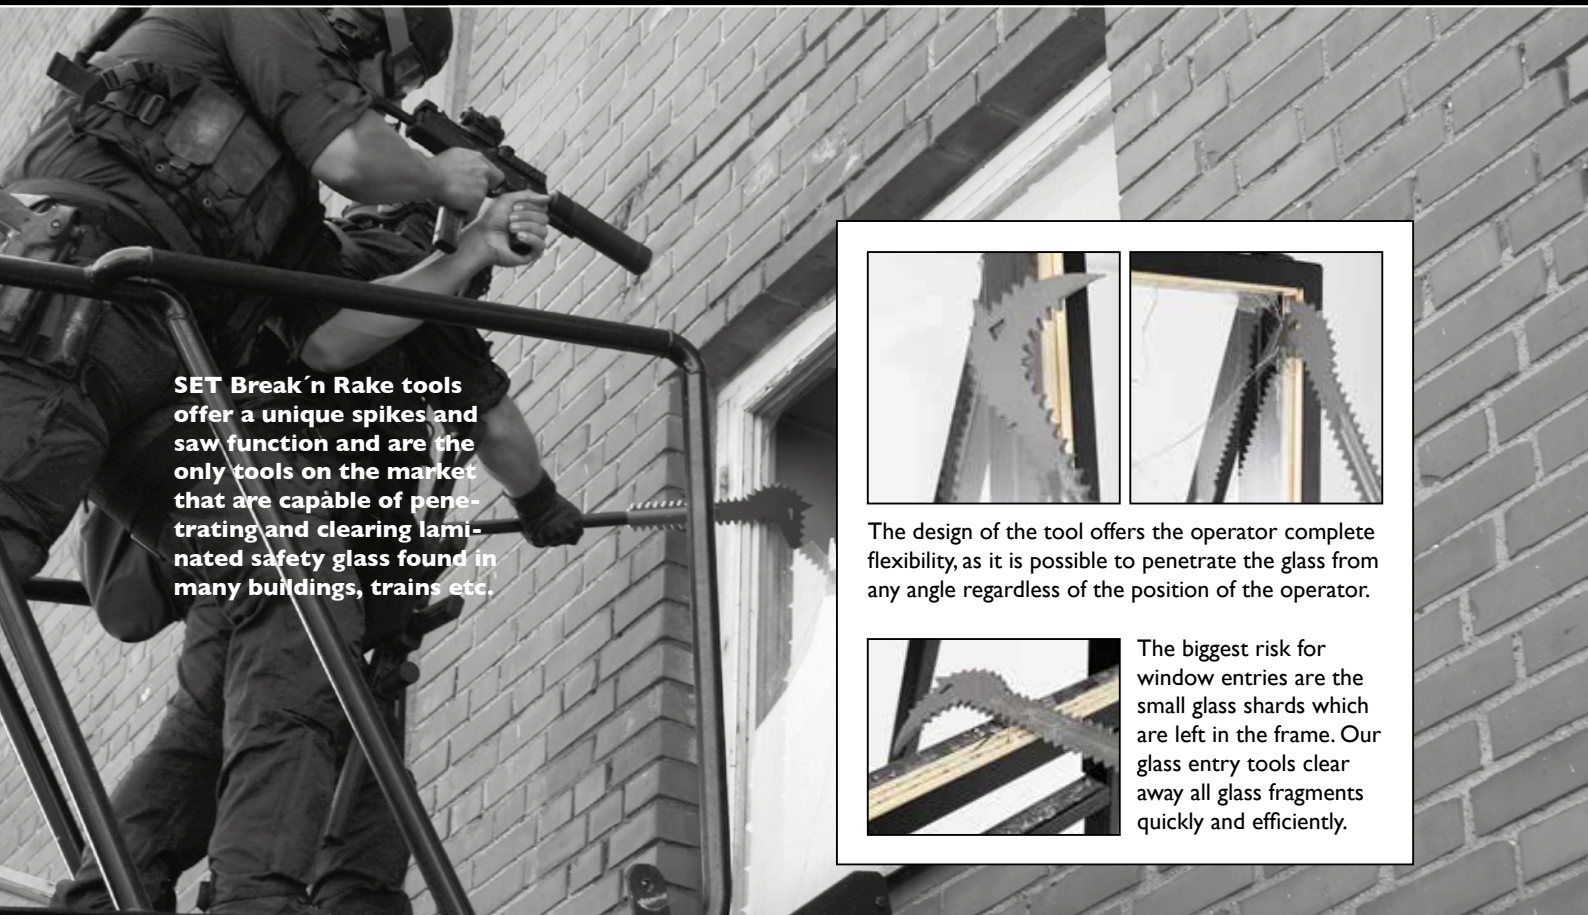 SET Break´n Rake tools
offer a unique spikes and
saw function and are the
only tools on the market
that are capable of pene-
trating and clearing lami-
nated safety glass found in
many buildings, trains etc.
The design of the tool offers the operator complete
flexibility, as it is possible to penetrate the glass from
any angle regardless of the position of the operator.
The biggest risk for
window entries are the
small glass shards which
are left in the frame. Our
glass entry tools clear
away all glass fragments
quickly and efficiently.